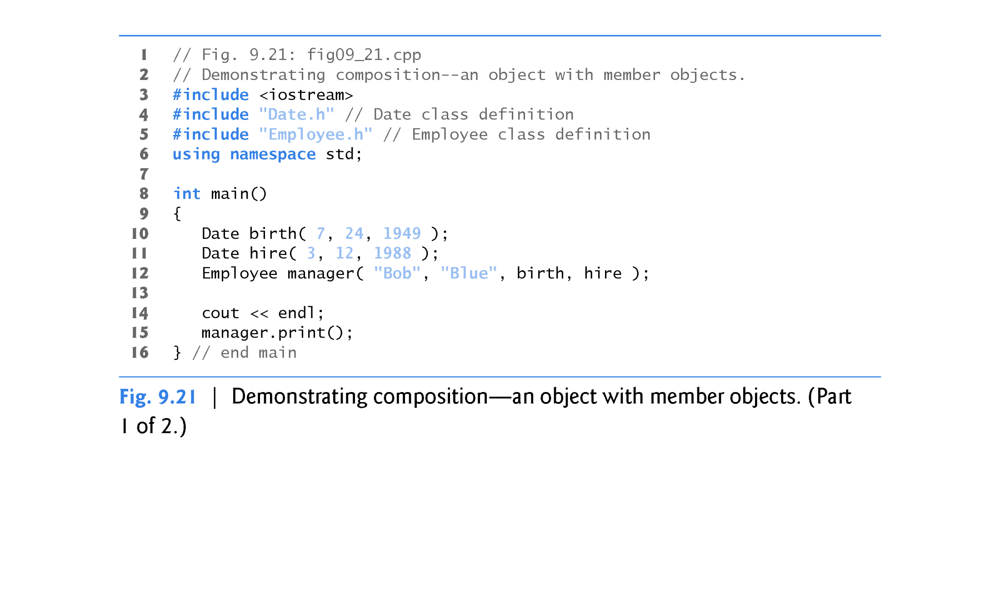 1 // Fig. 9.21: fig09_21.cpp
2 // Demonstrating composition--an object with member objects.
3 #include <iostream>
4 #include "Date.h" // Date class definition
5 #include "Employee.h" // Employee class definition
6 using namespace std;
7
8 int main()
9 {
10    Date birth( 7, 24, 1949 );
11    Date hire( 3, 12, 1988 );
12    Employee manager( "Bob", "Blue", birth, hire );
13
14    cout << endl;
15    manager.print();
16 } // end main
Fig. 9.21 | Demonstrating composition—an object with member objects. (Part
1 of 2.)